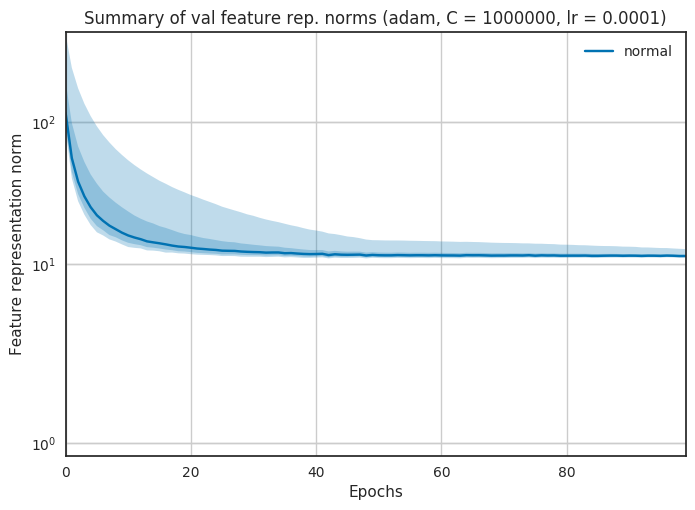 Summary of val feature rep. norms (adam, C = 1000000, lr = 0.0001)
normal
Feature representation norm
10²
10¹
10⁰
0 20 40 60 80
Epochs